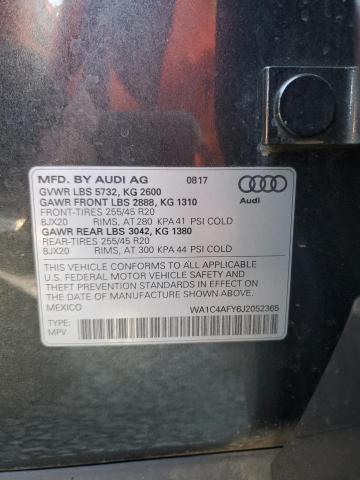 MFD. BY AUDI AG 08/17
GVWR LBS 5732, KG 2600
GAWR FRONT LBS 2888, KG 1310
FRONT-TIRES 255/45 R20
8JX20 RIMS, AT 280 KPA 41 PSI COLD
GAWR REAR LBS 3042, KG 1380
REAR-TIRES 255/45 R20
8JX20 RIMS, AT 300 KPA 44 PSI COLD
Audi
THIS VEHICLE CONFORMS TO ALL APPLICABLE
U.S. FEDERAL MOTOR VEHICLE SAFETY AND
THEFT PREVENTION STANDARDS IN EFFECT ON
THE DATE OF MANUFACTURE SHOWN ABOVE.
MEXICO
TYPE: WA1C4AFY6J2052365
MPV